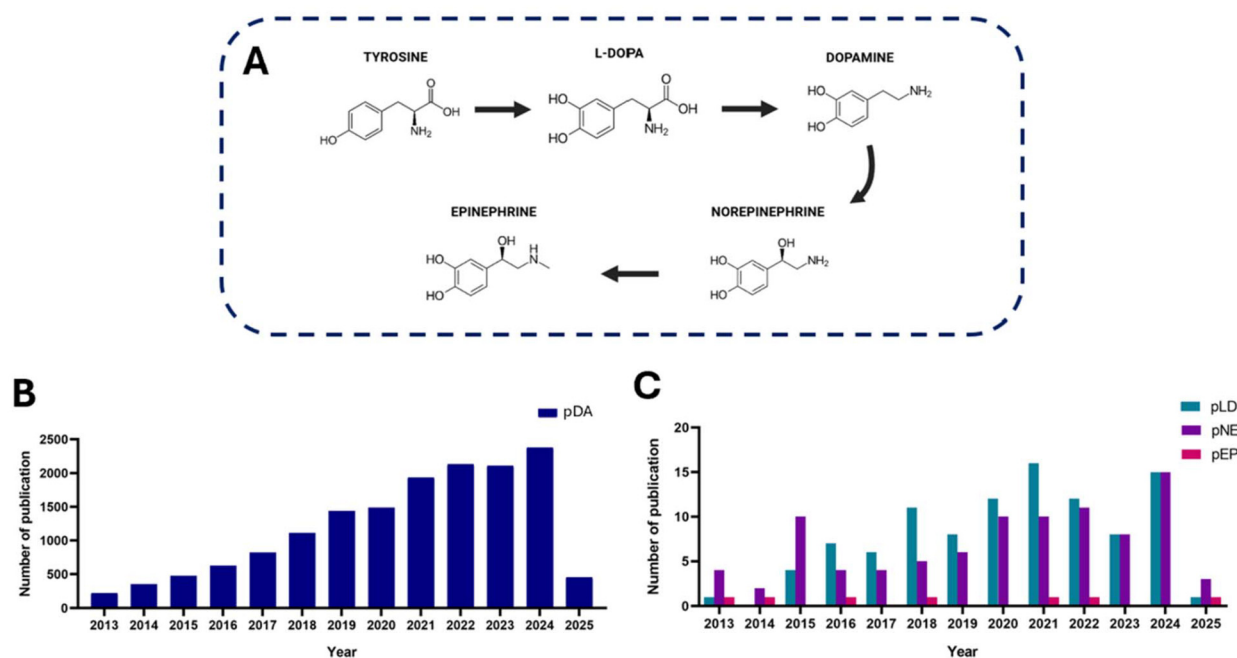 A
TYROSINE
L-DOPA
DOPAMINE
O
OH
NH₂
HO
HO
HO
O
OH
NH₂
HO
HO
NH₂
EPINEPHRINE
NOREPINEPHRINE
OH
H
N
HO
HO
OH
NH₂
HO
HO
B
pDA
Number of publication
2500
2000
1500
1000
500
0
2013 2014 2015 2016 2017 2018 2019 2020 2021 2022 2023 2024 2025
Year
C
pLD
pNE
pEP
Number of publication
20
15
10
5
0
2013 2014 2015 2016 2017 2018 2019 2020 2021 2022 2023 2024 2025
Year